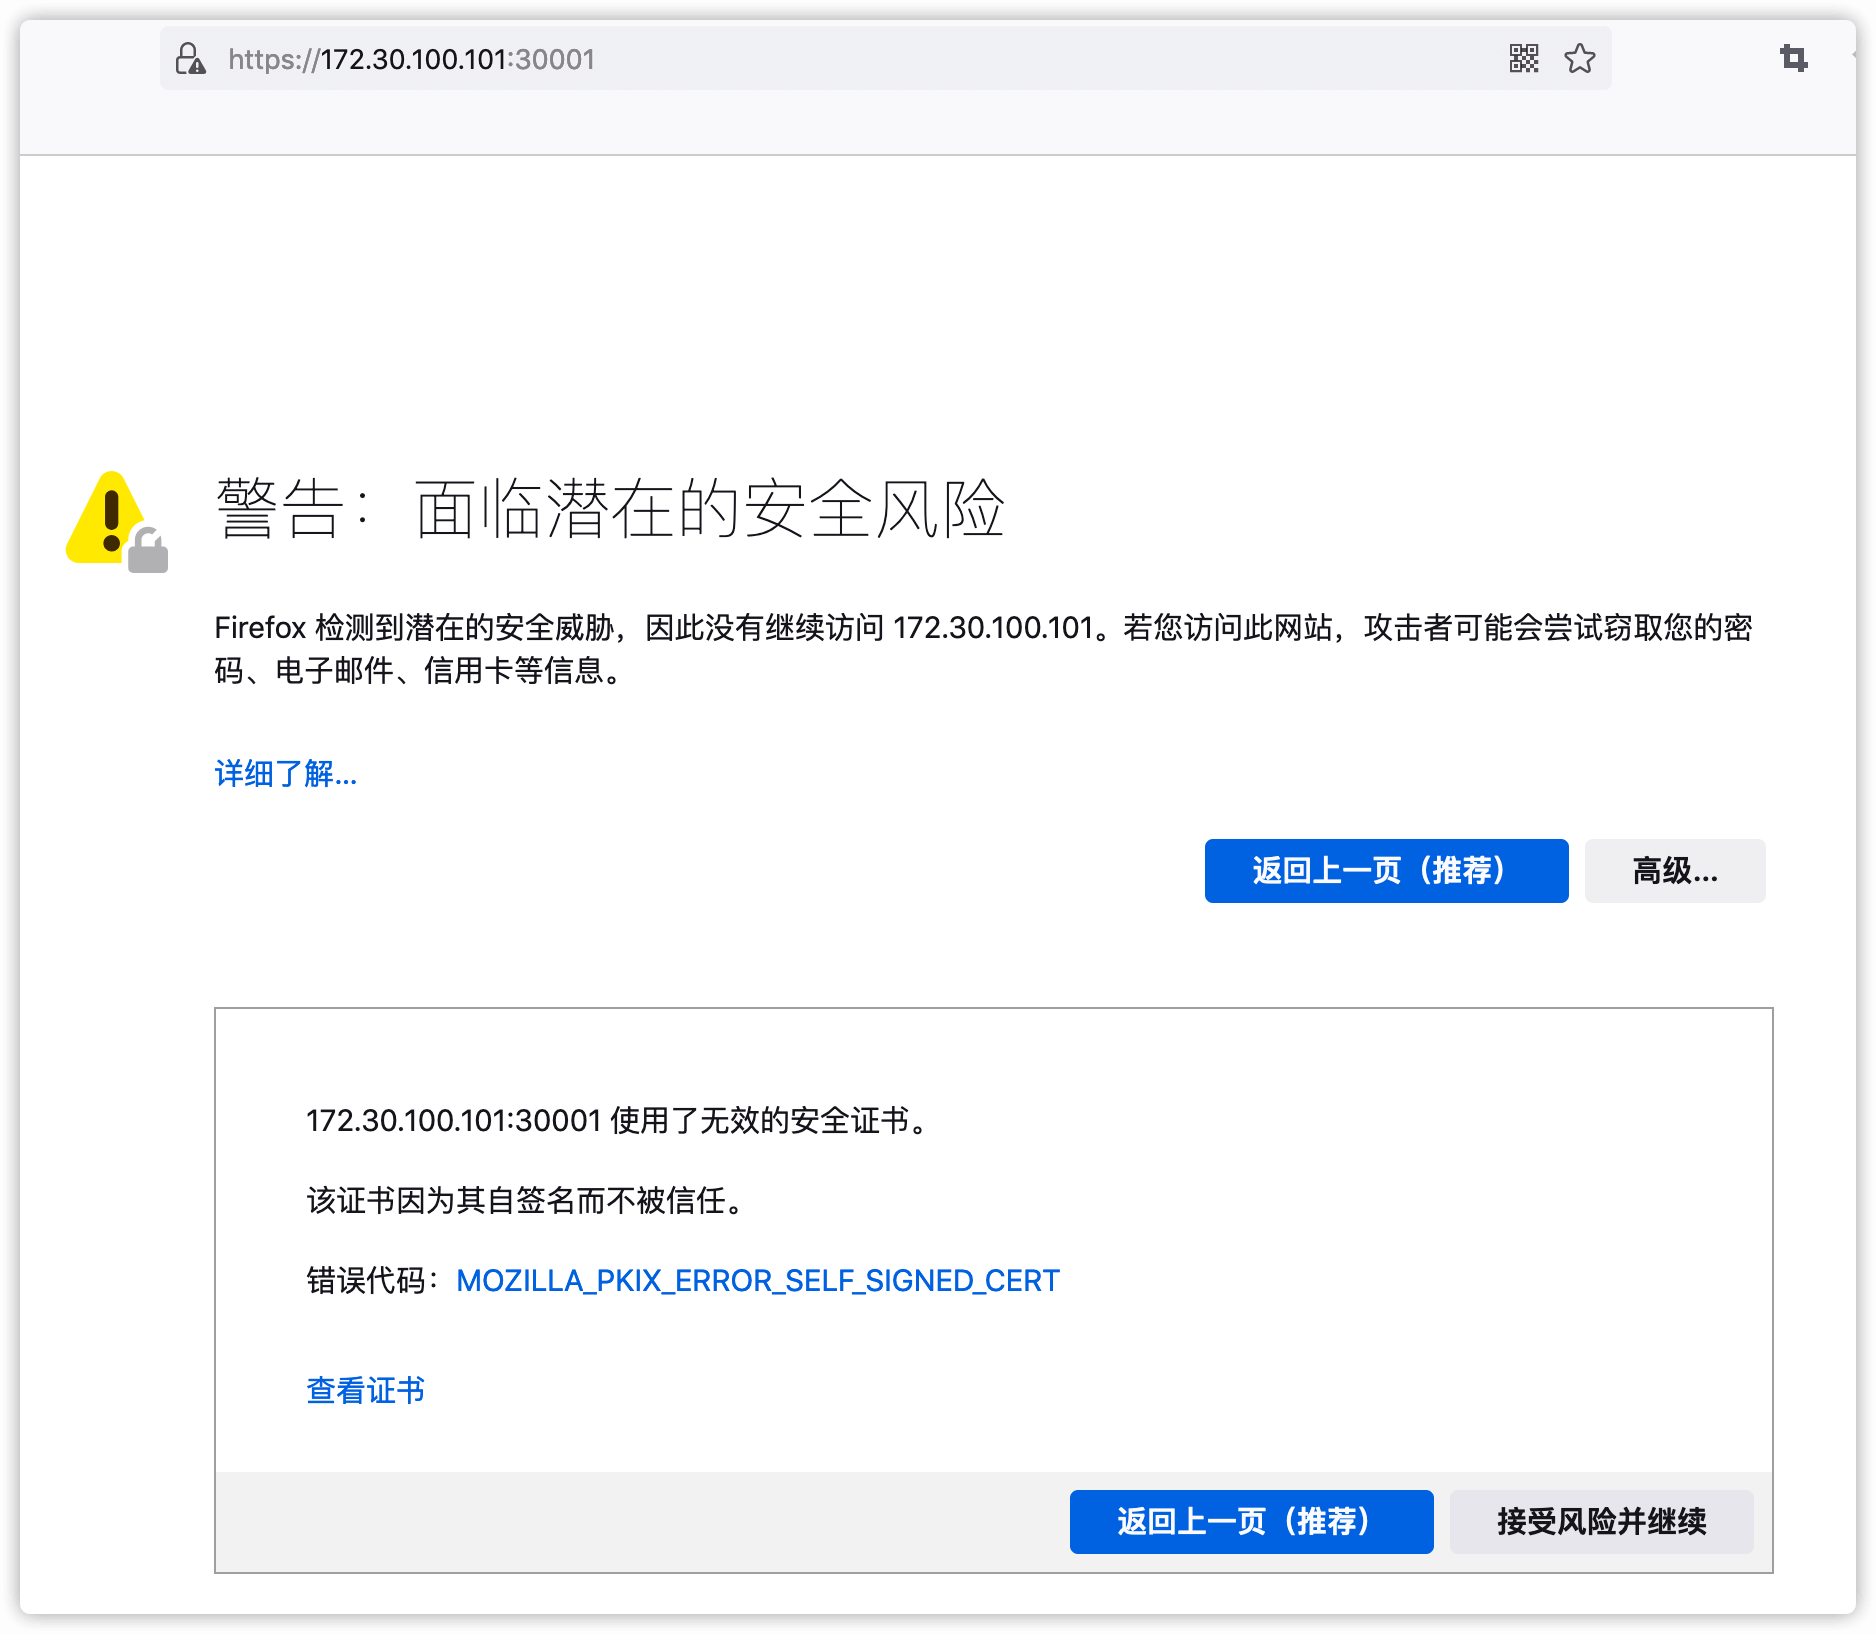 https://172.30.100.101:30001
警告：面临潜在的安全风险
Firefox 检测到潜在的安全威胁，因此没有继续访问 172.30.100.101。若您访问此网站，攻击者可能会尝试窃取您的密
码、电子邮件、信用卡等信息。
详细了解...
返回上一页（推荐） 高级...
172.30.100.101:30001 使用了无效的安全证书。
该证书因为其自签名而不被信任。
错误代码：MOZILLA_PKIX_ERROR_SELF_SIGNED_CERT
查看证书
返回上一页（推荐） 接受风险并继续